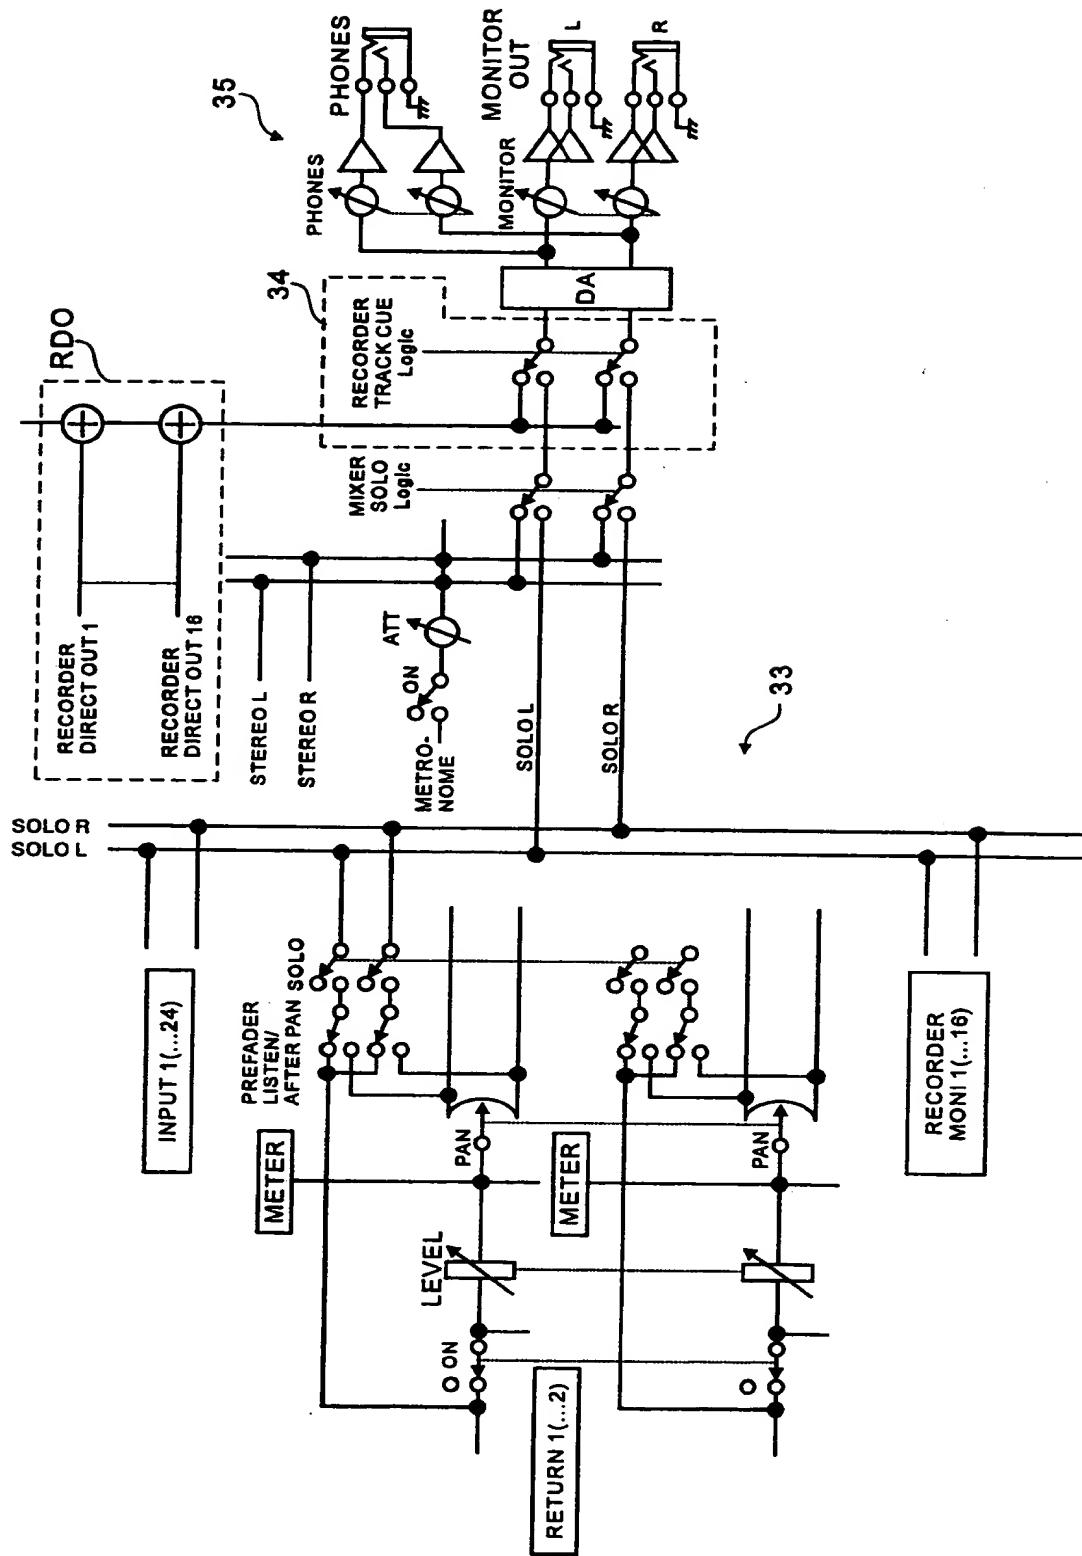 SOLO R
SOLO L
INPUT 1(...24)
PREFADER
LISTEN/
AFTER PAN
SOLO
METER
LEVEL
ON
PAN
RETURN 1(...2)
METER
PAN
RECORDER
MONI 1(...16)
33
RDO
RECORDER
DIRECT OUT 1
RECORDER
DIRECT OUT 16
STEREO L
STEREO R
METRO-
NOME
ON
ATT
SOLO L
SOLO R
MIXER
SOLO
Logic
34
RECORDER
TRACK CUE
Logic
DA
35
PHONES
PHONES
MONITOR
MONITOR
OUT
L
R